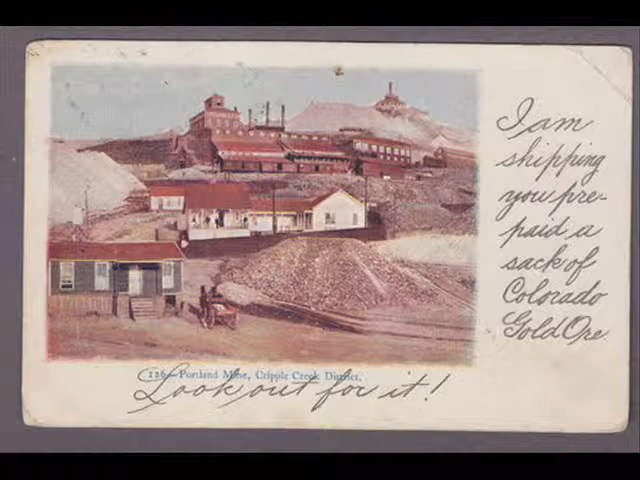 I am
shipping
you pre-
paid a
sack of
Colorado
Gold Ore
126—Portland Mine, Cripple Creek District.
Look out for it!